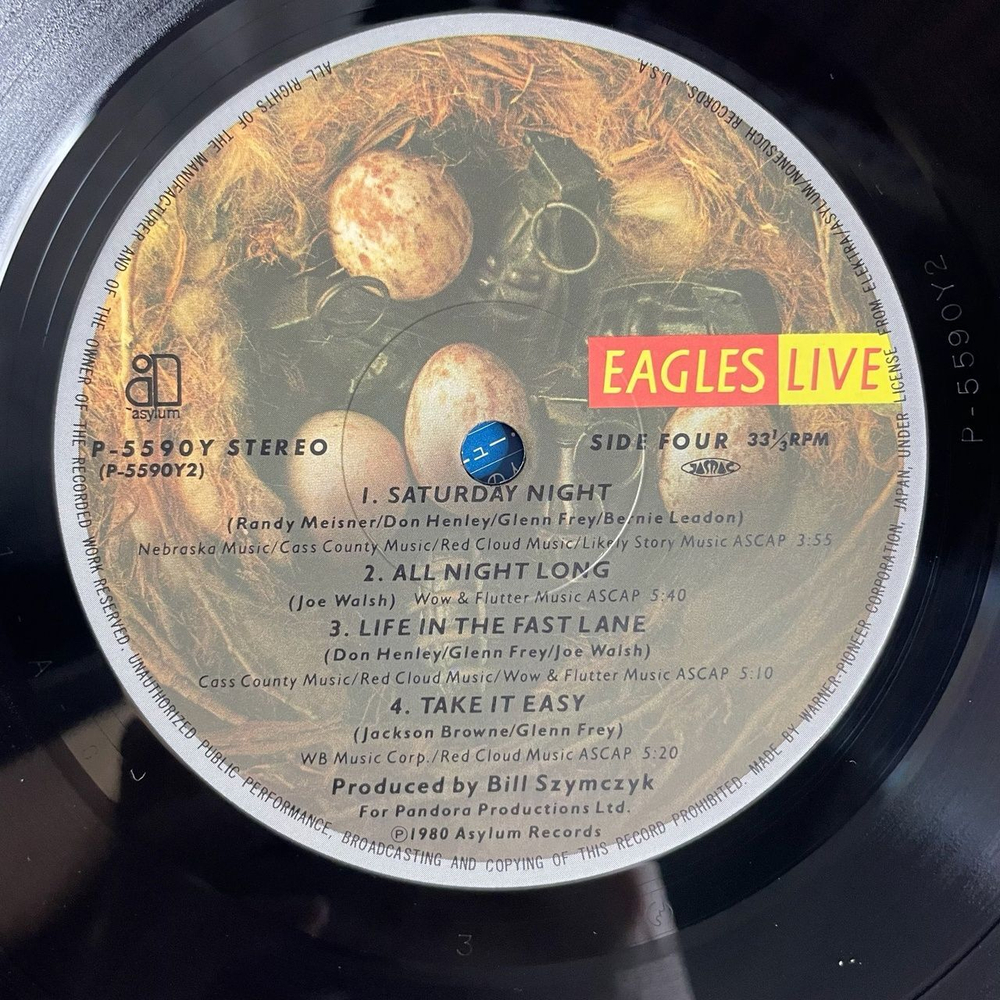 EAGLES LIVE
asylum
P-5590Y STEREO
(P-5590Y2)
SIDE FOUR 33⅓RPM
JASRAC
1. SATURDAY NIGHT
(Randy Meisner/Don Henley/Glenn Frey/Bernie Leadon)
Nebraska Music/Cass County Music/Red Cloud Music/Likely Story Music ASCAP 3:55
2. ALL NIGHT LONG
(Joe Walsh) Wow & Flutter Music ASCAP 5:40
3. LIFE IN THE FAST LANE
(Don Henley/Glenn Frey/Joe Walsh)
Cass County Music/Red Cloud Music/Wow & Flutter Music ASCAP 5:10
4. TAKE IT EASY
(Jackson Browne/Glenn Frey)
WB Music Corp./Red Cloud Music ASCAP 5:20
Produced by Bill Szymczyk
For Pandora Productions Ltd.
Ⓟ1980 Asylum Records
ALL RIGHTS OF THE MANUFACTURER AND OF THE OWNER OF THE RECORDED WORK RESERVED. UNAUTHORIZED PUBLIC PERFORMANCE, BROADCASTING AND COPYING OF THIS RECORD PROHIBITED. MADE BY WARNER-PIONEER CORPORATION, JAPAN, UNDER LICENSE FROM ELEKTRA/ASYLUM/NONESUCH RECORDS, U.S.A.
P-5590Y2
3